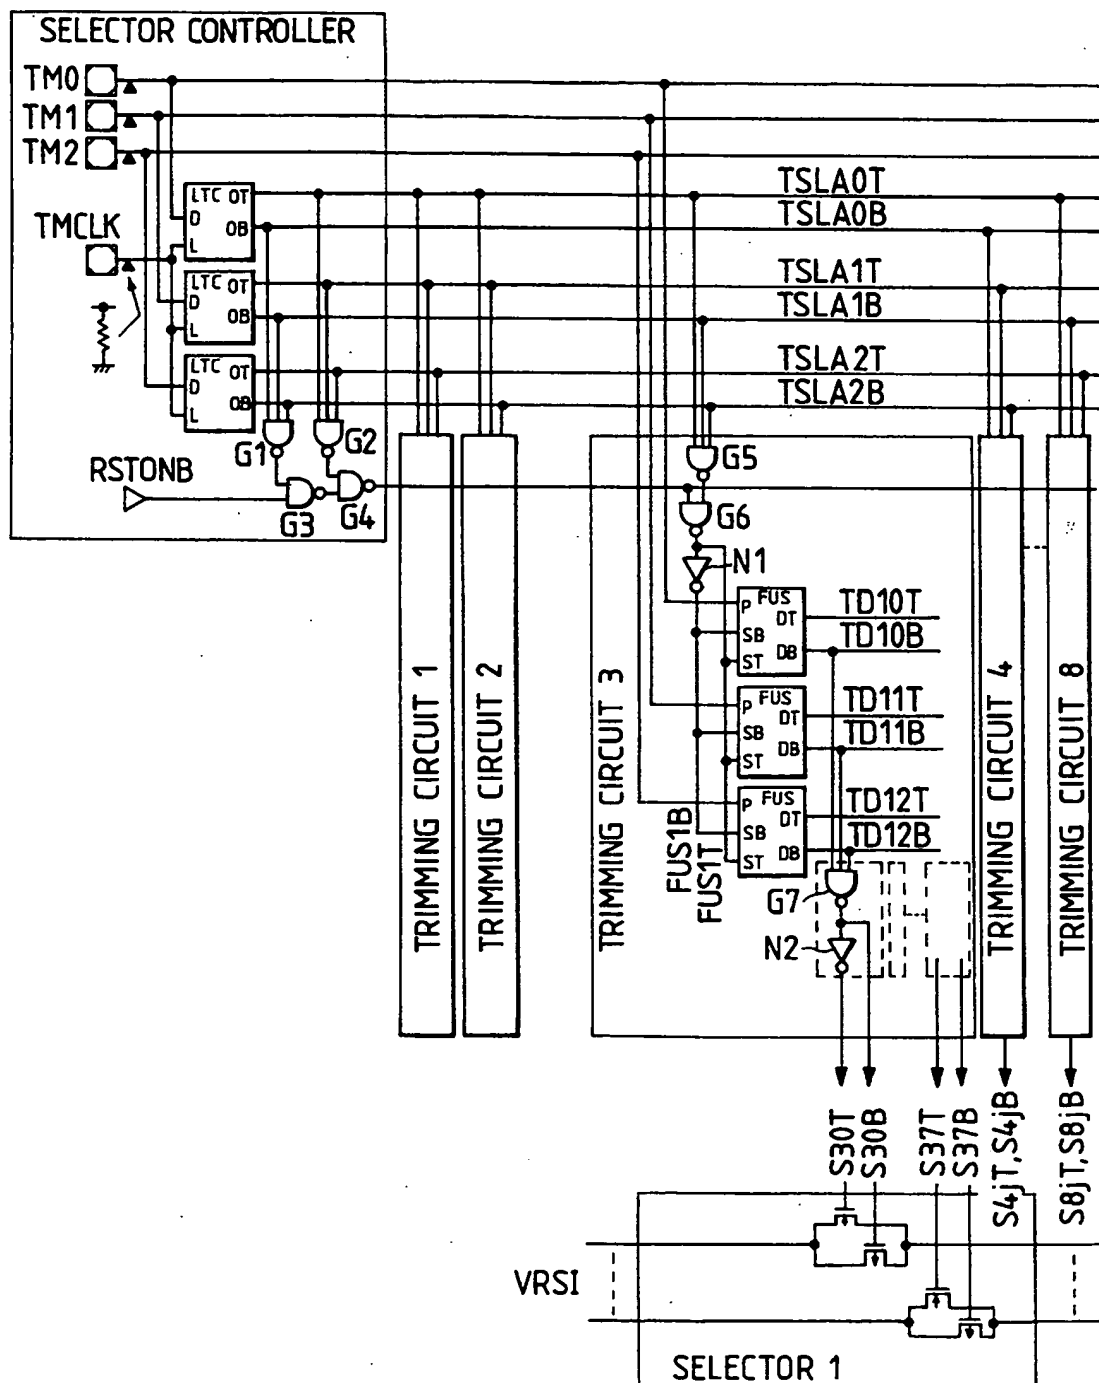 SELECTOR CONTROLLER
TM0
TM1
TM2
TMCLK
LTC OT
D
L OB
LTC OT
D
OB
L
LTC OT
D
OB
L
TSLA0T
TSLA0B
TSLA1T
TSLA1B
TSLA2T
TSLA2B
G1
G2
RSTONB
G3
G4
G5
G6
N1
TRIMMING CIRCUIT 1
TRIMMING CIRCUIT 2
TRIMMING CIRCUIT 3
TRIMMING CIRCUIT 4
TRIMMING CIRCUIT 8
P FUS
DT
SB
DB
ST
TD10T
TD10B
P FUS
DT
SB
DB
ST
TD11T
TD11B
P FUS
DT
SB
DB
ST
TD12T
TD12B
FUS1B
FUS1T
G7
N2
S30T
S30B
S37T
S37B
S4jT,S4jB
S8jT,S8jB
VRSI
SELECTOR 1